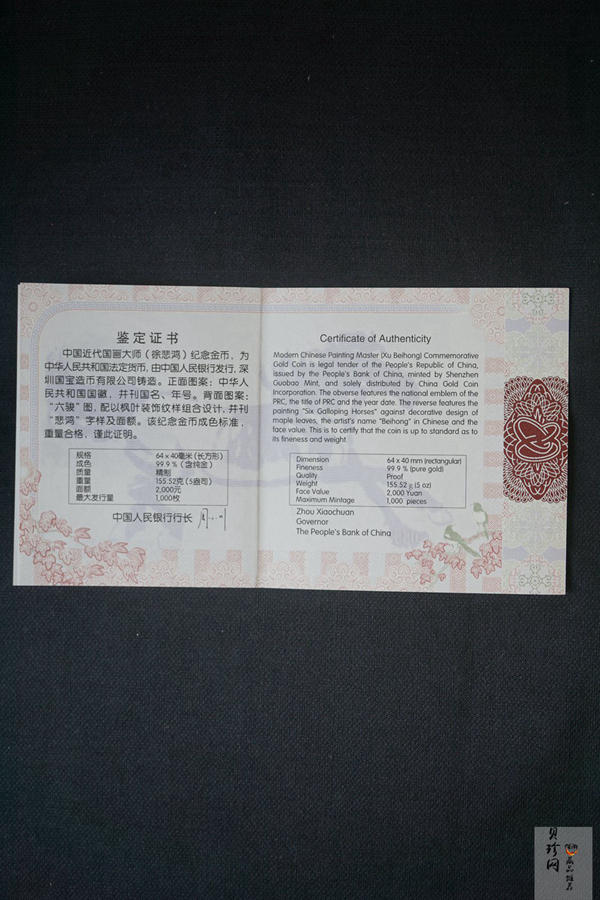 鉴定证书
中国近代国画大师（徐悲鸿）纪念金币，为
中华人民共和国法定货币，由中国人民银行发行，深
圳国宝造币有限公司铸造。正面图案：中华人
民共和国国徽，并刊国名、年号。背面图案：
“六骏”图，配以枫叶装饰纹样组合设计，并刊
“悲鸿”字样及面额。该纪念金币成色标准，
重量合格，谨此证明。
规格 64 x 40毫米（长方形）
成色 99.9％（含纯金）
质量 精制
重量 155.52克（5盎司）
面额 2,000元
最大发行量 1,000枚
中国人民银行行长
Certificate of Authenticity
Modern Chinese Painting Master (Xu Beihong) Commemorative
Gold Coin is legal tender of the People's Republic of China,
issued by the People's Bank of China, minted by Shenzhen
Guobao Mint, and solely distributed by China Gold Coin
Incorporation. The obverse features the national emblem of the
PRC, the title of PRC and the year date. The reverse features the
painting "Six Galloping Horses" against decorative design of
maple leaves, the artist's name "Beihong" in Chinese and the
face value. This is to certify that the coin is up to standard as to
its fineness and weight.
Dimension 64 x 40 mm (rectangular)
Fineness 99.9 % (pure gold)
Quality Proof
Weight 155.52 g (5 oz)
Face Value 2,000 Yuan
Maximum Mintage 1,000 pieces
Zhou Xiaochuan
Governor
The People's Bank of China
贝珍网
藏品推荐